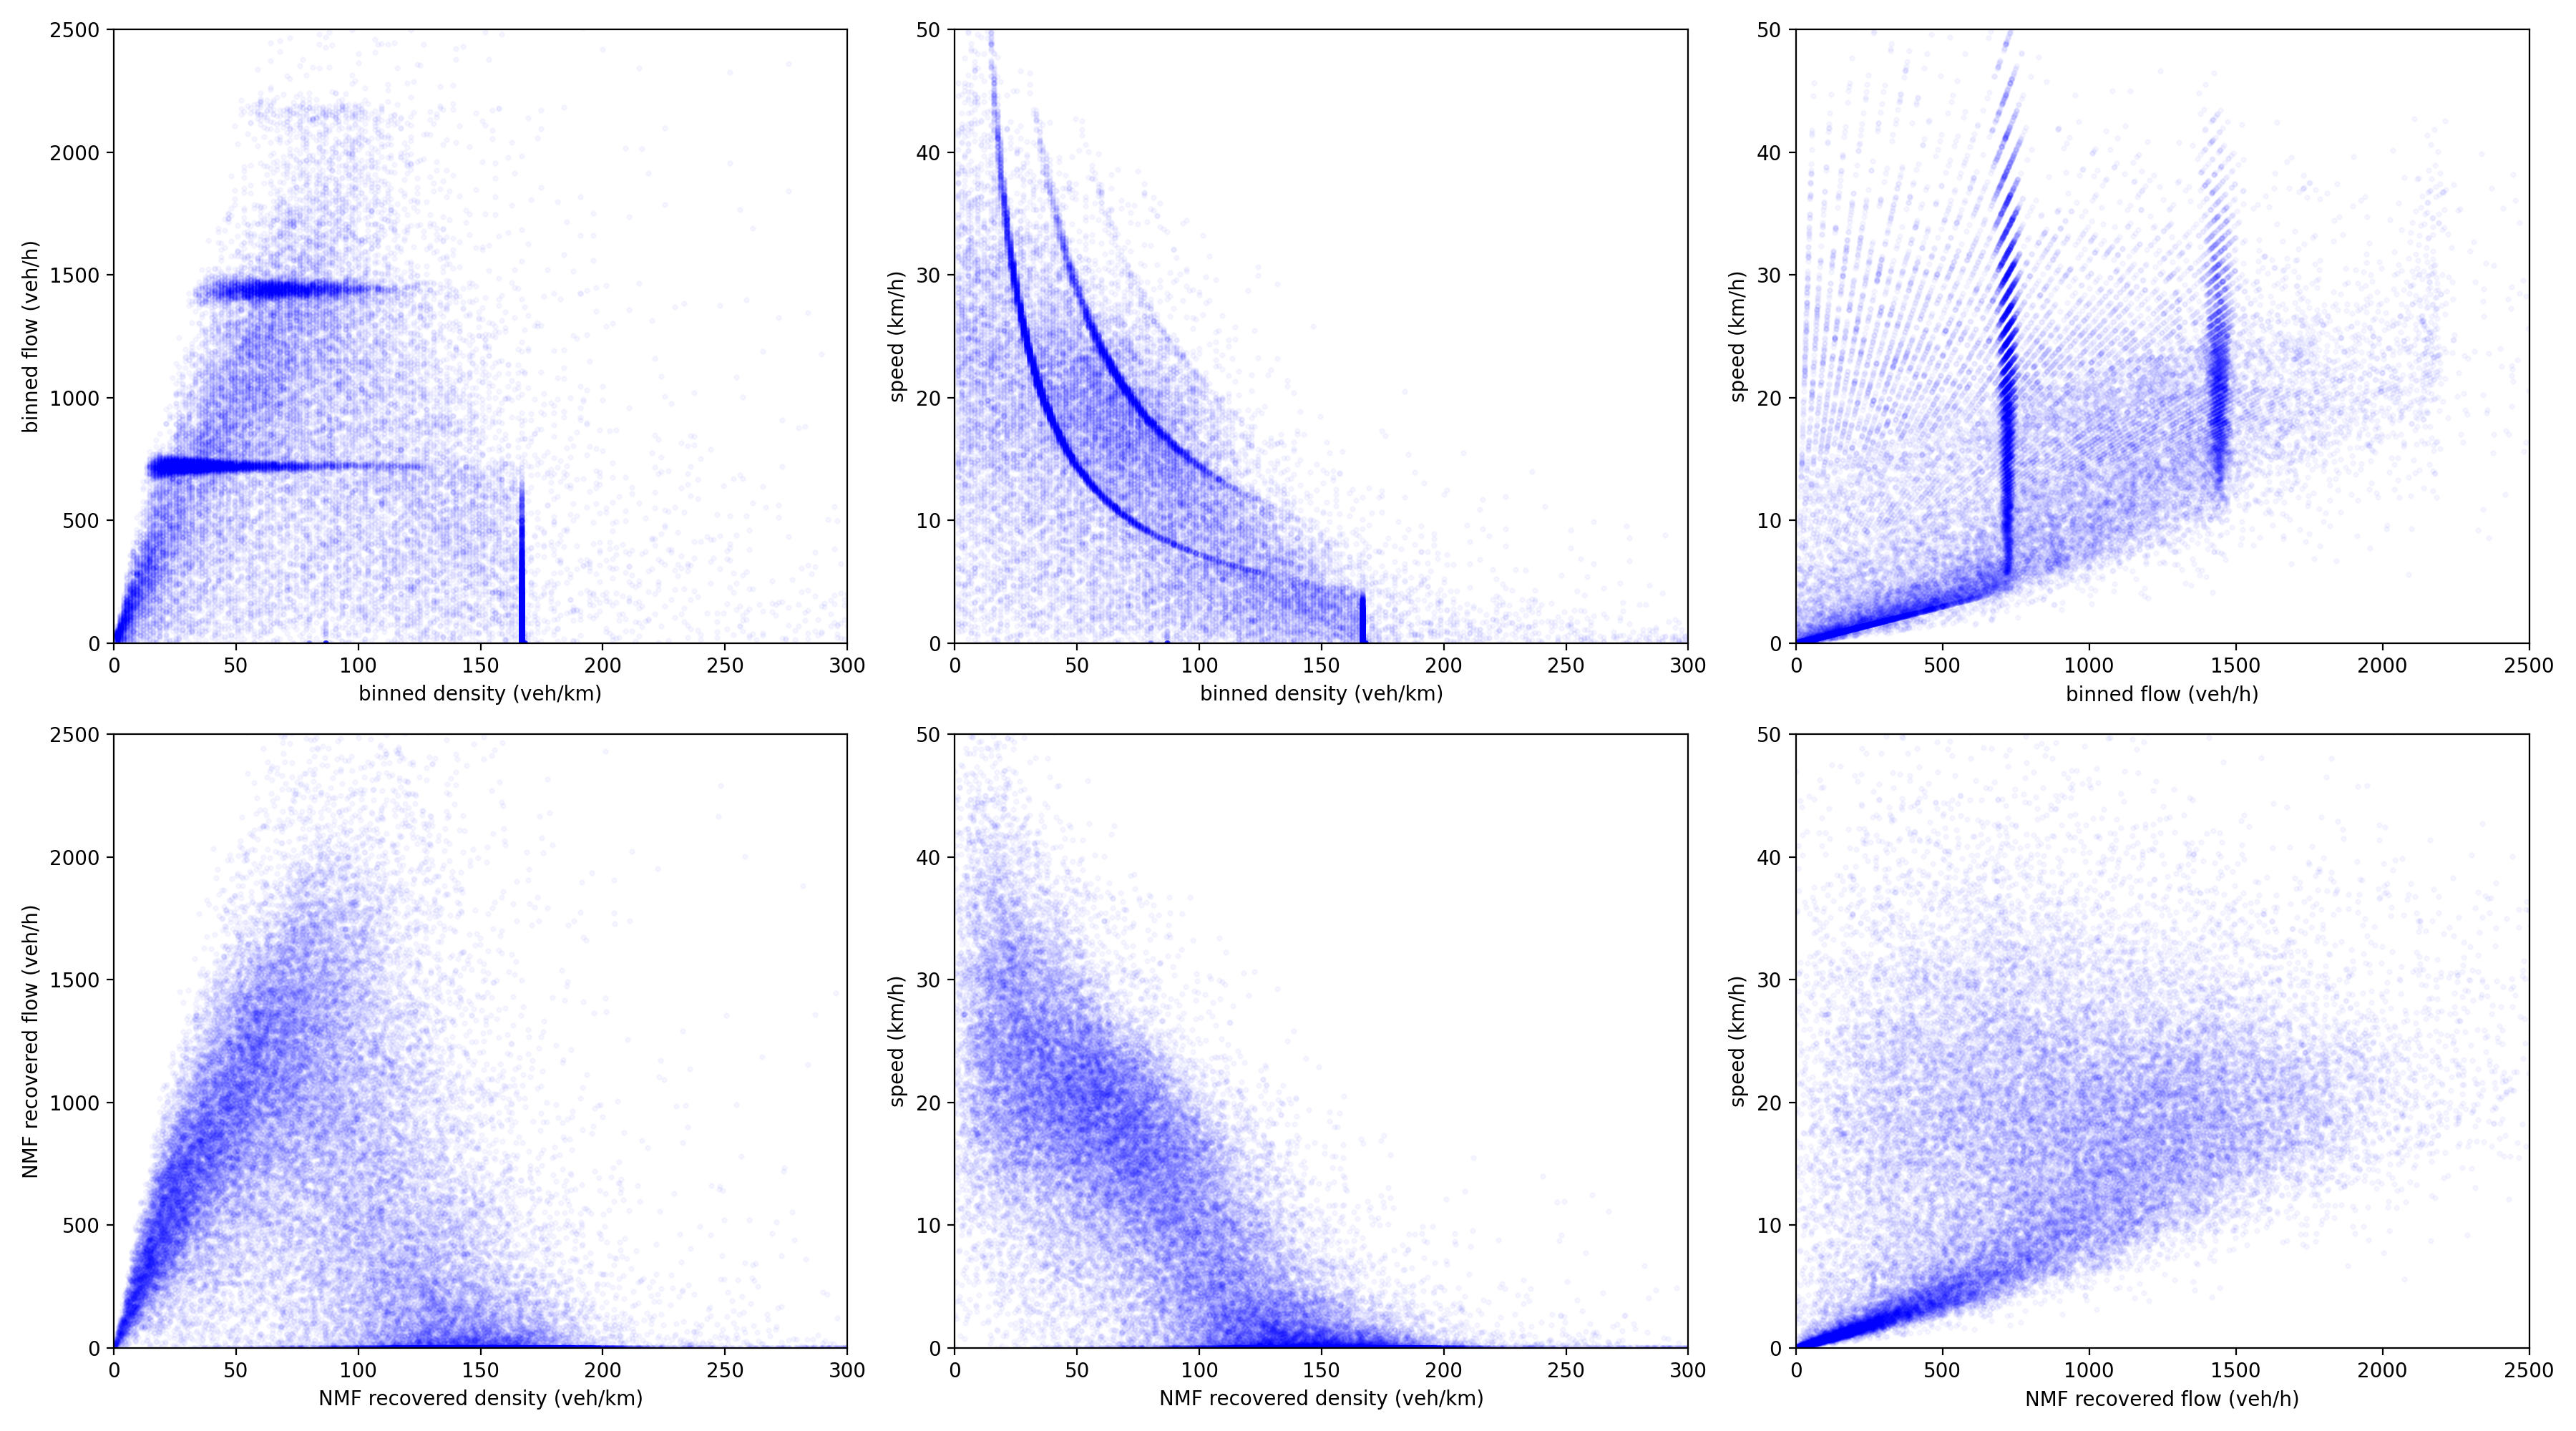 2500
2000
1500
1000
500
0
binned flow (veh/h)
0 50 100 150 200 250 300
binned density (veh/km)
50
40
30
20
10
0
speed (km/h)
0 50 100 150 200 250 300
binned density (veh/km)
50
40
30
20
10
0
speed (km/h)
0 500 1000 1500 2000 2500
binned flow (veh/h)
2500
2000
1500
1000
500
0
NMF recovered flow (veh/h)
0 50 100 150 200 250 300
NMF recovered density (veh/km)
50
40
30
20
10
0
speed (km/h)
0 50 100 150 200 250 300
NMF recovered density (veh/km)
50
40
30
20
10
0
speed (km/h)
0 500 1000 1500 2000 2500
NMF recovered flow (veh/h)